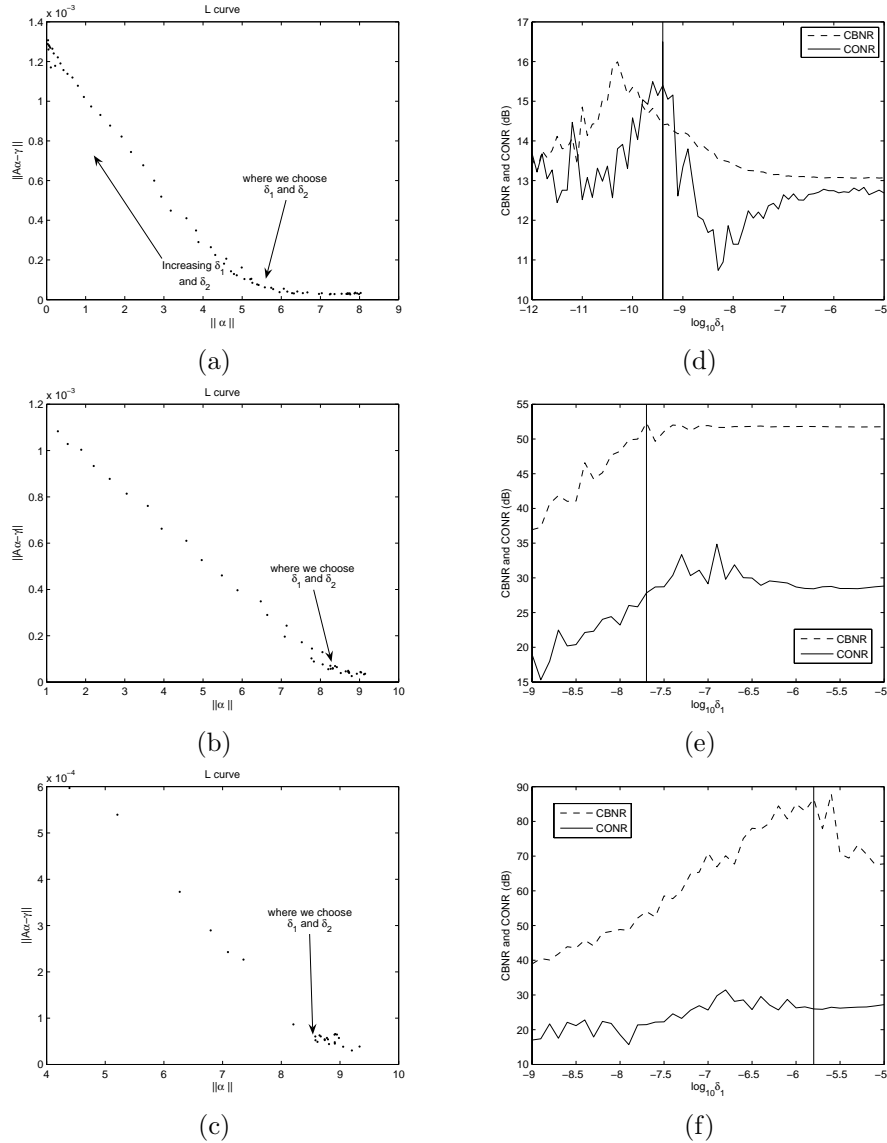 L curve
x 10⁻³
1.4
1.2
1
0.8
0.6
0.4
0.2
0
||Aα−γ||
where we choose
δ₁ and δ₂
Increasing δ₁
and δ₂
0 1 2 3 4 5 6 7 8 9
|| α ||
(a)
17
16
15
14
13
12
11
10
CBNR and CONR (dB)
CBNR
CONR
−12 −11 −10 −9 −8 −7 −6 −5
log₁₀δ₁
(d)
L curve
x 10⁻³
1.2
1
0.8
0.6
0.4
0.2
0
||Aα−γ||
where we choose
δ₁ and δ₂
1 2 3 4 5 6 7 8 9 10
||α ||
(b)
55
50
45
40
35
30
25
20
15
CBNR and CONR (dB)
CBNR
CONR
−9 −8.5 −8 −7.5 −7 −6.5 −6 −5.5 −5
log₁₀δ₁
(e)
L curve
x 10⁻⁴
6
5
4
3
2
1
0
||Aα−γ||
where we choose
δ₁ and δ₂
4 5 6 7 8 9 10
||α ||
(c)
90
80
70
60
50
40
30
20
10
CBNR and CONR (dB)
CBNR
CONR
−9 −8.5 −8 −7.5 −7 −6.5 −6 −5.5 −5
log₁₀δ₁
(f)